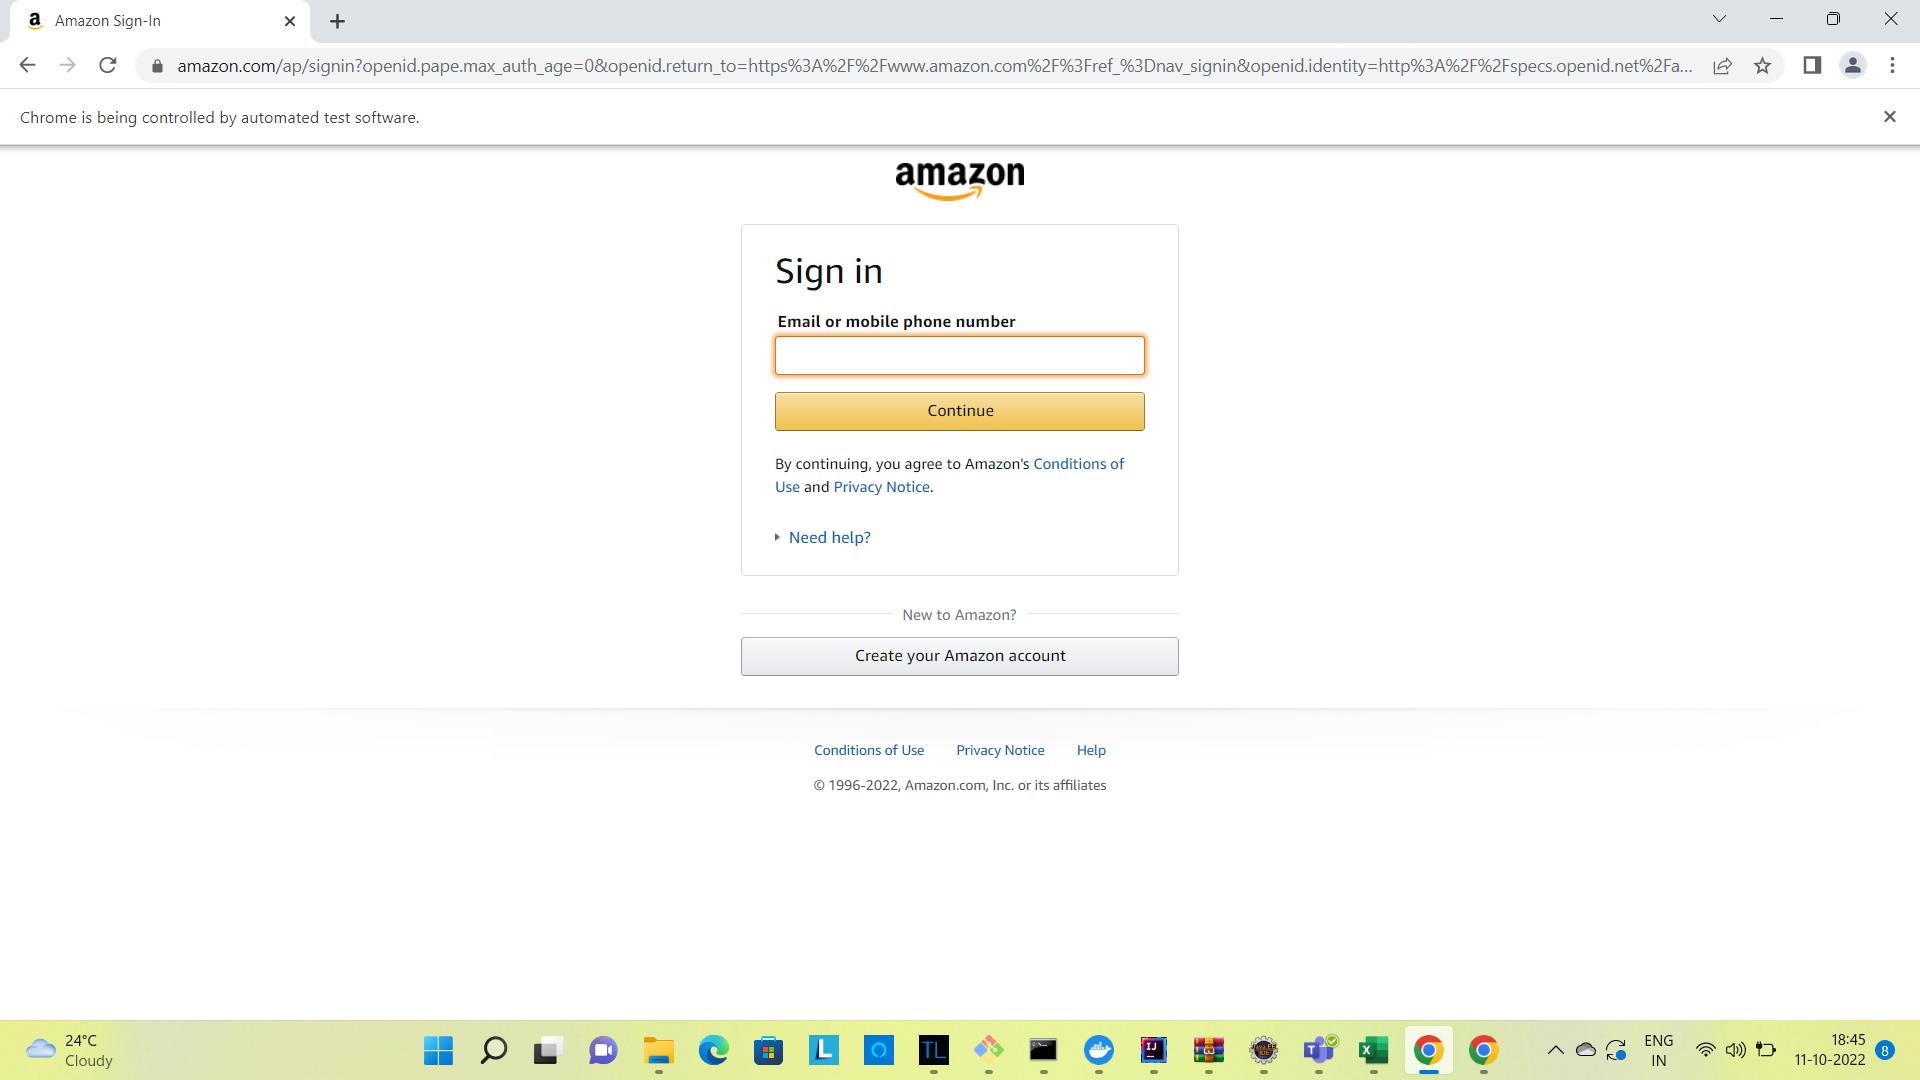 Amazon Sign-In
amazon.com/ap/signin?openid.pape.max_auth_age=0&openid.return_to=https%3A%2F%2Fwww.amazon.com%2F%3Fref_%3Dnav_signin&openid.identity=http%3A%2F%2Fspecs.openid.net%2Fa...
Chrome is being controlled by automated test software.
amazon
Sign in
Email or mobile phone number
Continue
By continuing, you agree to Amazon's Conditions of
Use and Privacy Notice.
Need help?
New to Amazon?
Create your Amazon account
Conditions of Use Privacy Notice Help
© 1996-2022, Amazon.com, Inc. or its affiliates
24°C
Cloudy
L
TL
IJ
T
X
ENG
IN
18:45
11-10-2022
8